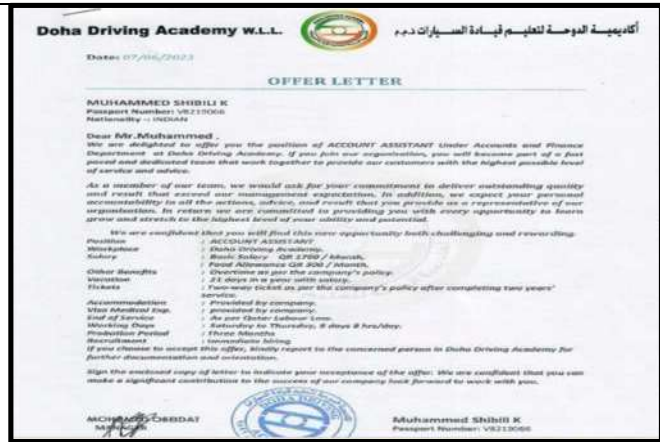 Doha Driving Academy W.L.L.
أكاديميـة الدوحـة لتعليـم قيـادة السـيارات ذ.م.م
Date: 07/06/2023
OFFER LETTER
MUHAMMED SHIBILI K
Passport Number: V8219066
Nationality :- INDIAN
Dear Mr.Muhammed .
We are delighted to offer you the position of ACCOUNT ASSISTANT Under Accounts and Finance
Department at Doha Driving Academy. If you join our organisation, you will become part of a fast
paced and dedicated team that work together to provide our customers with the highest possible level
of service and advice.
As a member of our team, we would ask for your commitment to deliver outstanding quality
and result that exceed our management expectation. In addition, we expect your personal
accountability in all the actions, advice, and result that you provide as a representative of our
organisation. In return we are committed to providing you with every opportunity to learn
grow and stretch to the highest level of your ability and potential.
We are confident that you will find this new opportunity both challenging and rewarding.
Position : ACCOUNT ASSISTANT
Workplace : Doha Driving Academy.
Salary : Basic Salary QR 1700 / Month,
: Food Allowance QR 300 / Month,
Other Benefits : Overtime as per the company's policy.
Vacation : 21 days in a year with salary.
Tickets : Two-way ticket as per the company's policy after completing two years'
service.
Accommodation : Provided by company.
Visa Medical Exp. : provided by company.
End of Service : As per Qatar Labour Law.
Working Days : Saturday to Thursday, 6 days 8 hrs/day.
Probation Period : Three Months
Recruitment : Immediate hiring
If you choose to accept this offer, kindly report to the concerned person in Doha Driving Academy for
further documentation and orientation.
Sign the enclosed copy of letter to indicate your acceptance of the offer. We are confident that you can
make a significant contribution to the success of our company look forward to work with you.
MOHAMED OBEIDAT
MANAGER
Muhammed Shibili K
Passport Number: V8219066